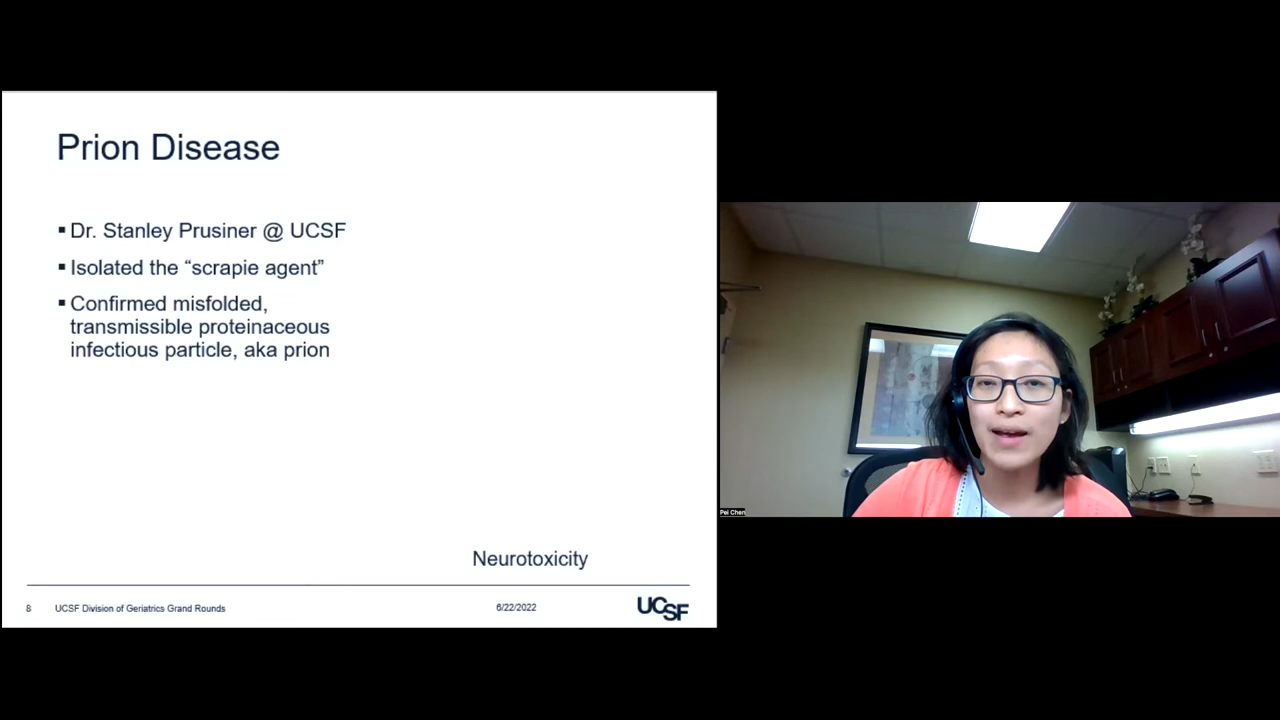 Prion Disease
▪ Dr. Stanley Prusiner @ UCSF
▪ Isolated the “scrapie agent”
▪ Confirmed misfolded,
transmissible proteinaceous
infectious particle, aka prion
Neurotoxicity
8 UCSF Division of Geriatrics Grand Rounds 6/22/2022 UCSF
Pei Chen